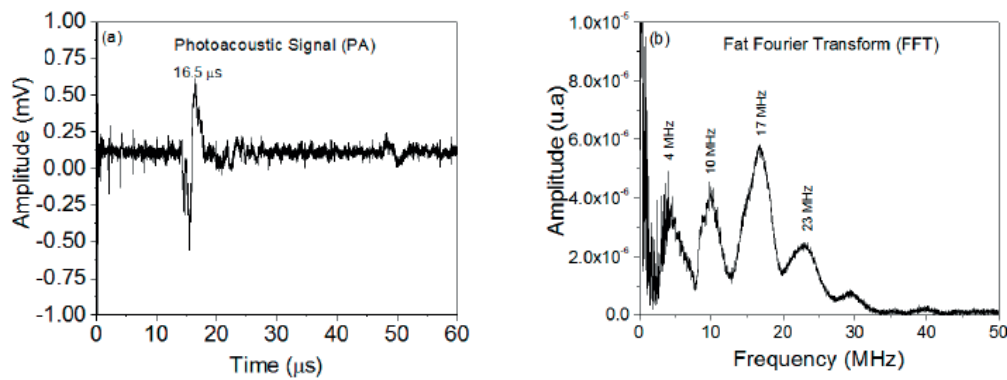 (a)
Photoacoustic Signal (PA)
16.5 μs
1.00
0.75
0.50
0.25
0.00
-0.25
-0.50
-0.75
-1.00
Amplitude (mV)
0 10 20 30 40 50 60
Time (μs)
(b)
Fat Fourier Transform (FFT)
1.0x10⁻⁵
8.0x10⁻⁶
6.0x10⁻⁶
4.0x10⁻⁶
2.0x10⁻⁶
0.0
Amplitude (u.a)
4 MHz
10 MHz
17 MHz
23 MHz
0 10 20 30 40 50
Frequency (MHz)